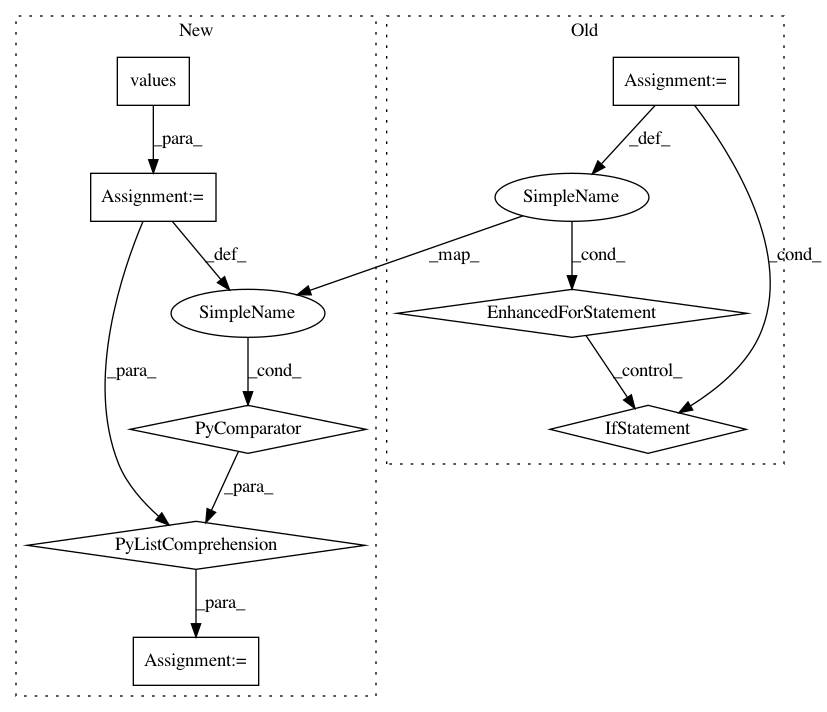 New
Old
values
Assignment:=
_para_
_def_
Assignment:=
SimpleName
_cond_
_def_
_map_
_cond_
SimpleName
EnhancedForStatement
_para_
_cond_
_control_
PyComparator
IfStatement
_para_
PyListComprehension
_para_
Assignment:=